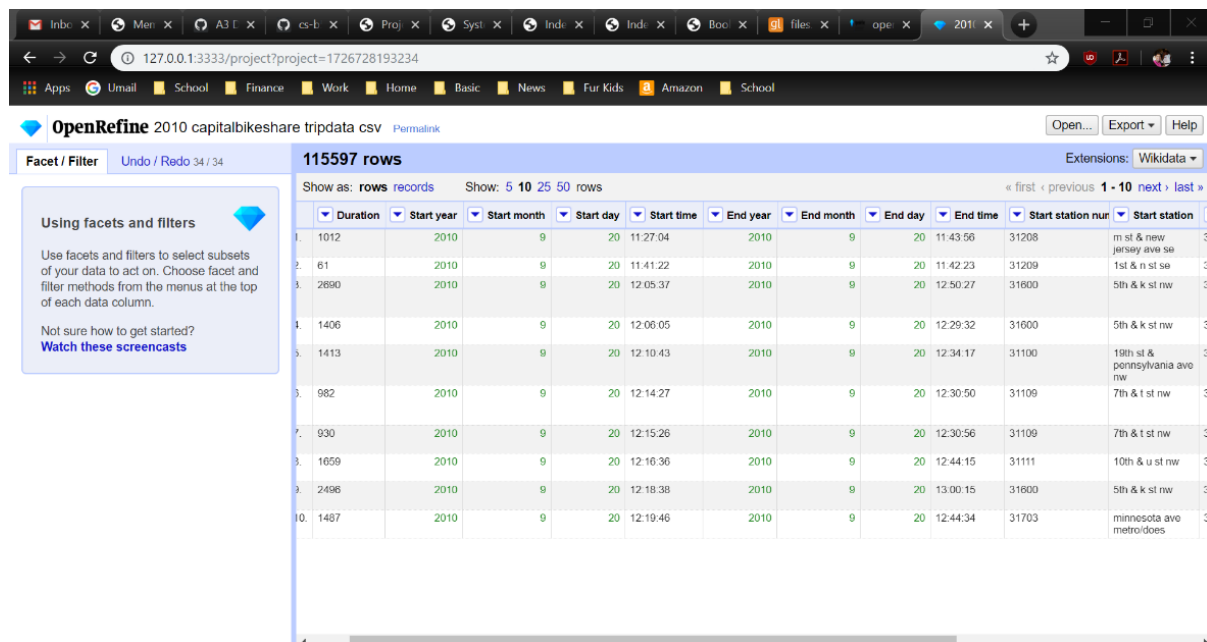 Inbo Men A3 D cs-b Proj Syst Inde Inde Bool gl files ope 201
127.0.0.1:3333/project?project=1726728193234
Apps Umail School Finance Work Home Basic News Fur Kids Amazon School
OpenRefine 2010 capitalbikeshare tripdata csv Permalink Open... Export Help
Facet / Filter Undo / Redo 34 / 34 115597 rows Extensions: Wikidata
Show as: rows records Show: 5 10 25 50 rows « first ‹ previous 1 - 10 next › last »
Using facets and filters
Use facets and filters to select subsets
of your data to act on. Choose facet and
filter methods from the menus at the top
of each data column.
Not sure how to get started?
Watch these screencasts
Duration Start year Start month Start day Start time End year End month End day End time Start station nur Start station
1. 1012 2010 9 20 11:27:04 2010 9 20 11:43:56 31208 m st & new
jersey ave se
2. 61 2010 9 20 11:41:22 2010 9 20 11:42:23 31209 1st & n st se
3. 2690 2010 9 20 12:05:37 2010 9 20 12:50:27 31600 5th & k st nw
4. 1406 2010 9 20 12:06:05 2010 9 20 12:29:32 31600 5th & k st nw
5. 1413 2010 9 20 12:10:43 2010 9 20 12:34:17 31100 19th st &
pennsylvania ave
nw
6. 982 2010 9 20 12:14:27 2010 9 20 12:30:50 31109 7th & t st nw
7. 930 2010 9 20 12:15:26 2010 9 20 12:30:56 31109 7th & t st nw
8. 1659 2010 9 20 12:16:36 2010 9 20 12:44:15 31111 10th & u st nw
9. 2496 2010 9 20 12:18:38 2010 9 20 13:00:15 31600 5th & k st nw
10. 1487 2010 9 20 12:19:46 2010 9 20 12:44:34 31703 minnesota ave
metro/does